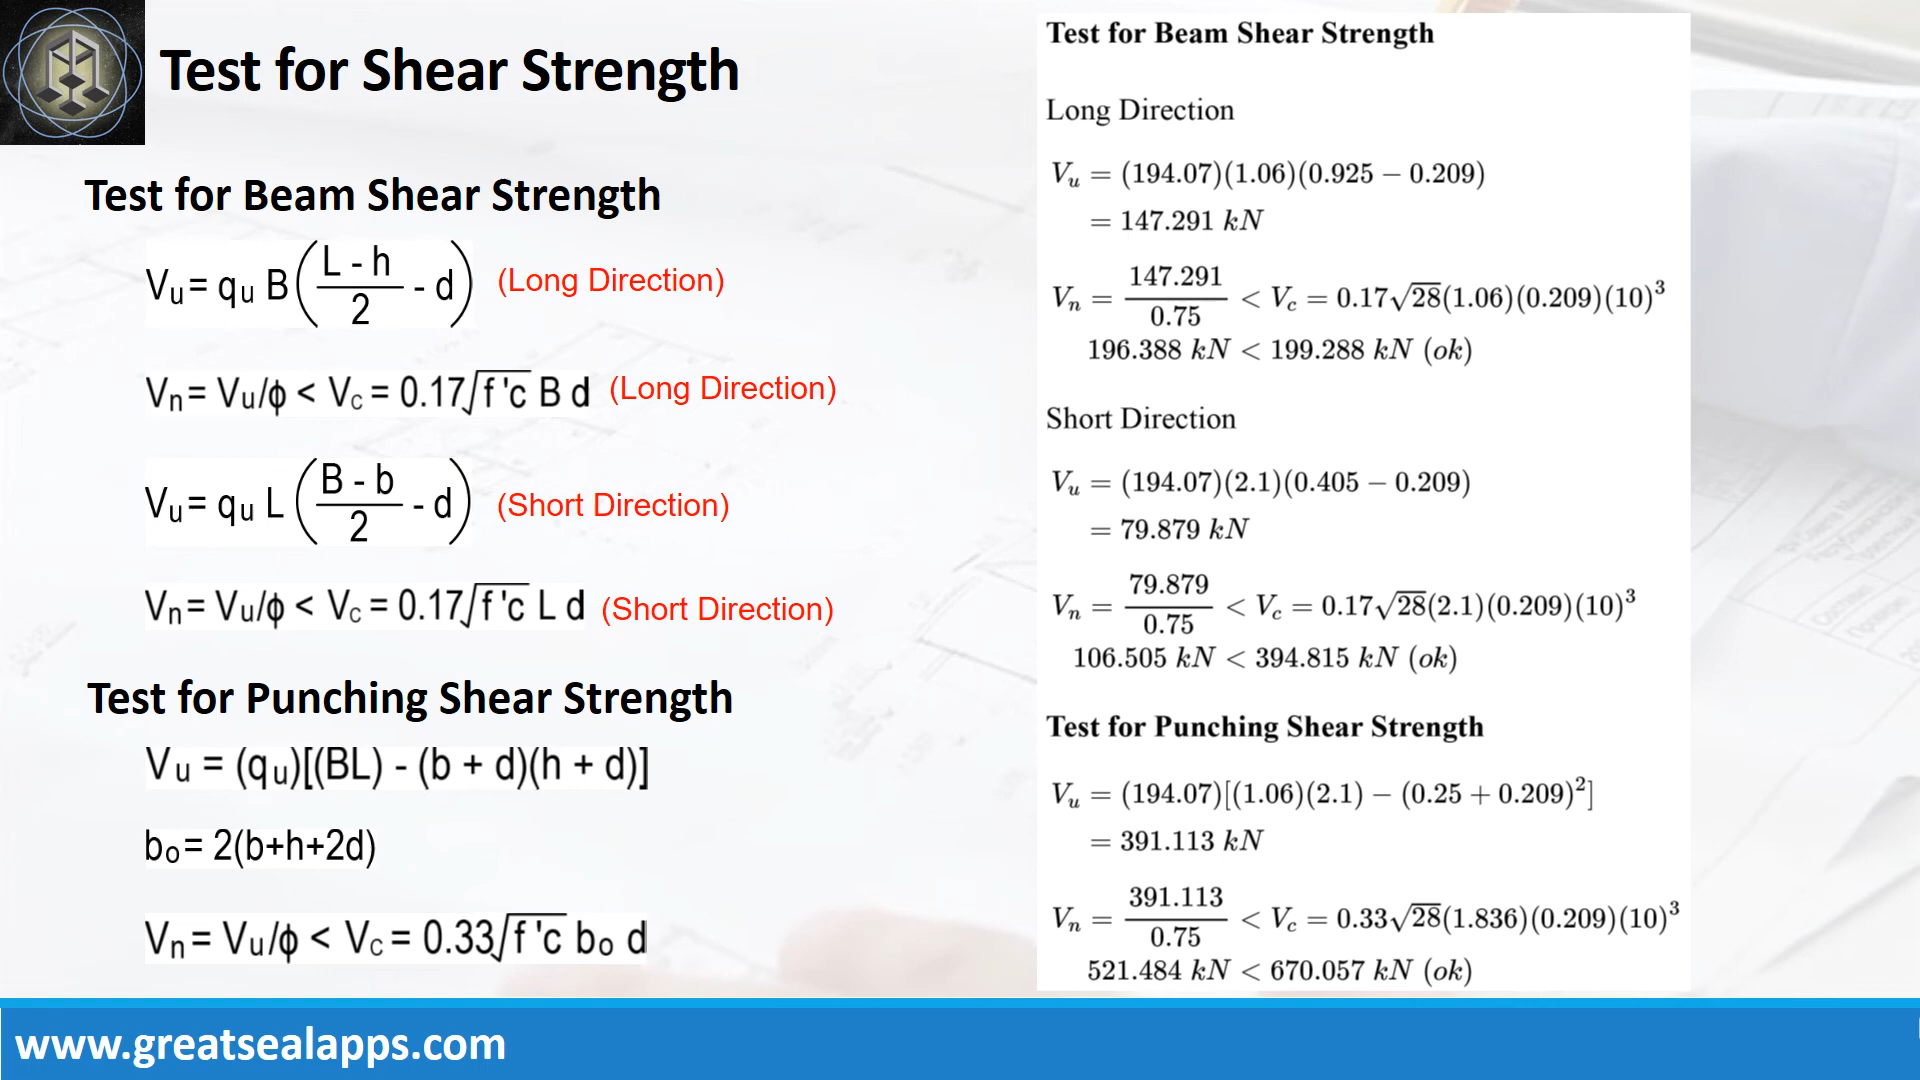 Test for Shear Strength
Test for Beam Shear Strength
Vu = qu B ( (L - h)/2 - d ) (Long Direction)
Vn = Vu/ϕ < Vc = 0.17√f 'c B d (Long Direction)
Vu = qu L ( (B - b)/2 - d ) (Short Direction)
Vn = Vu/ϕ < Vc = 0.17√f 'c L d (Short Direction)
Test for Punching Shear Strength
Vu = (qu)[(BL) - (b + d)(h + d)]
bo = 2(b+h+2d)
Vn = Vu/ϕ < Vc = 0.33√f 'c bo d
Test for Beam Shear Strength
Long Direction
Vu = (194.07)(1.06)(0.925 − 0.209)
= 147.291 kN
Vn = 147.291/0.75 < Vc = 0.17√28(1.06)(0.209)(10)³
196.388 kN < 199.288 kN (ok)
Short Direction
Vu = (194.07)(2.1)(0.405 − 0.209)
= 79.879 kN
Vn = 79.879/0.75 < Vc = 0.17√28(2.1)(0.209)(10)³
106.505 kN < 394.815 kN (ok)
Test for Punching Shear Strength
Vu = (194.07)[(1.06)(2.1) − (0.25 + 0.209)²]
= 391.113 kN
Vn = 391.113/0.75 < Vc = 0.33√28(1.836)(0.209)(10)³
521.484 kN < 670.057 kN (ok)
www.greatsealapps.com